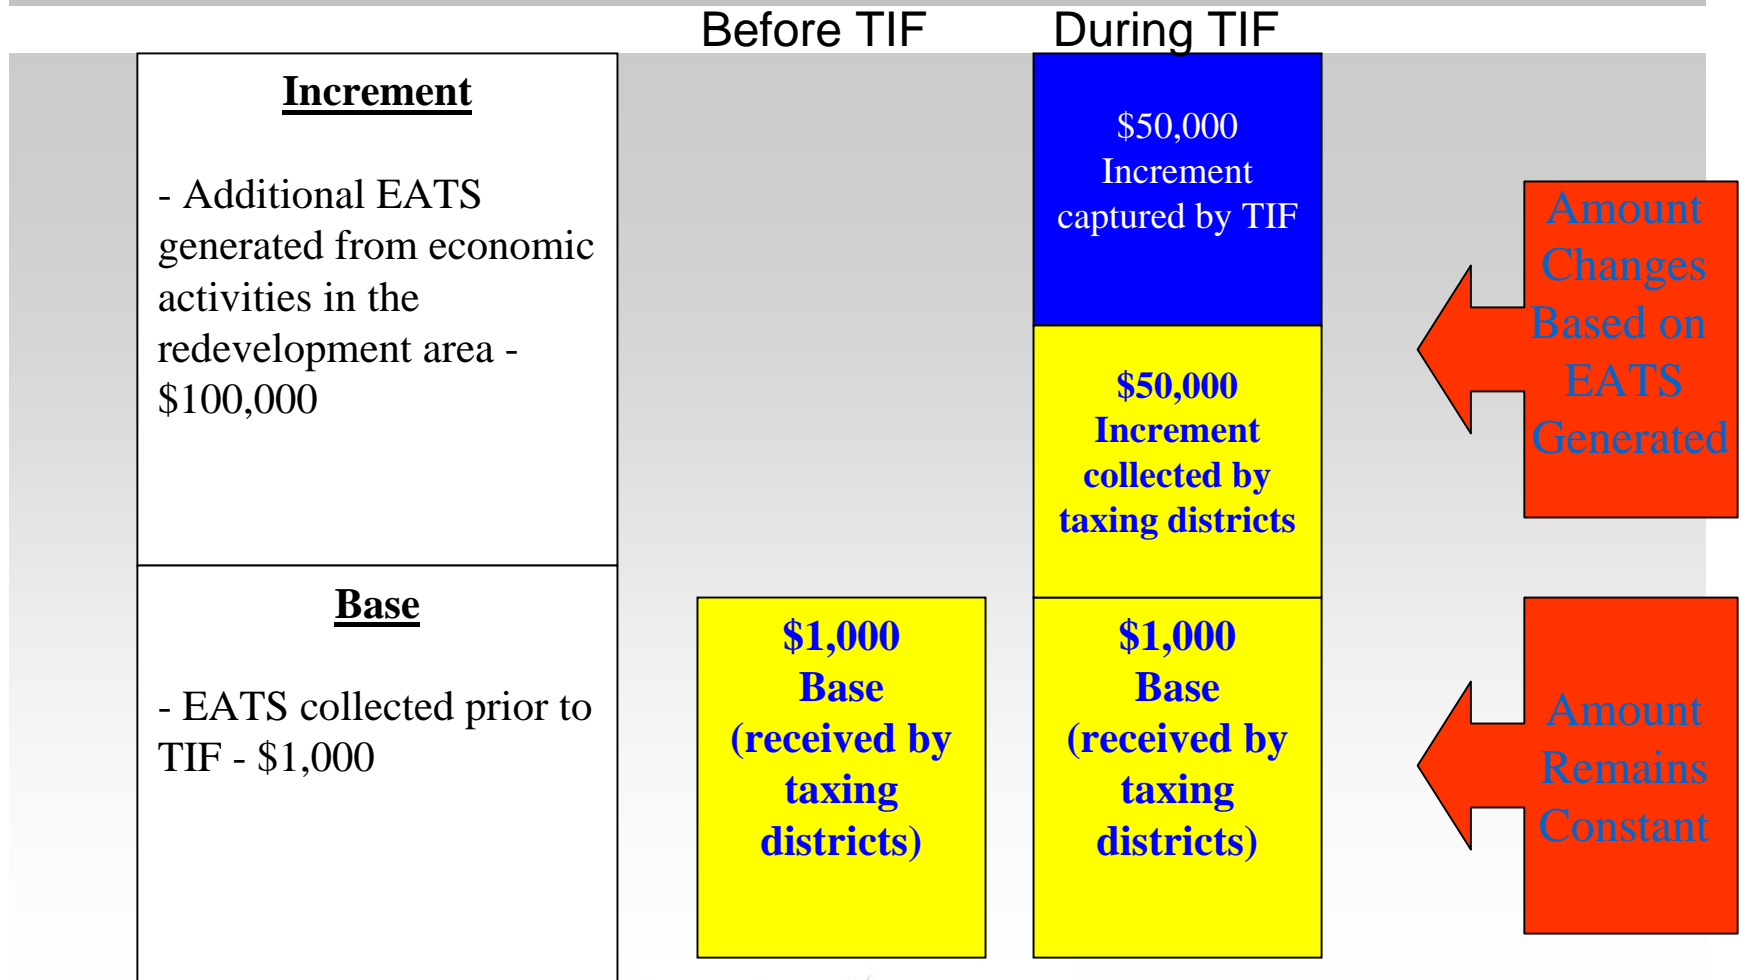 Before TIF
During TIF
Increment
- Additional EATS
generated from economic
activities in the
redevelopment area -
$100,000
$50,000
Increment
captured by TIF
Amount
Changes
Based on
EATS
Generated
$50,000
Increment
collected by
taxing districts
Base
- EATS collected prior to
TIF - $1,000
$1,000
Base
(received by
taxing
districts)
$1,000
Base
(received by
taxing
districts)
Amount
Remains
Constant